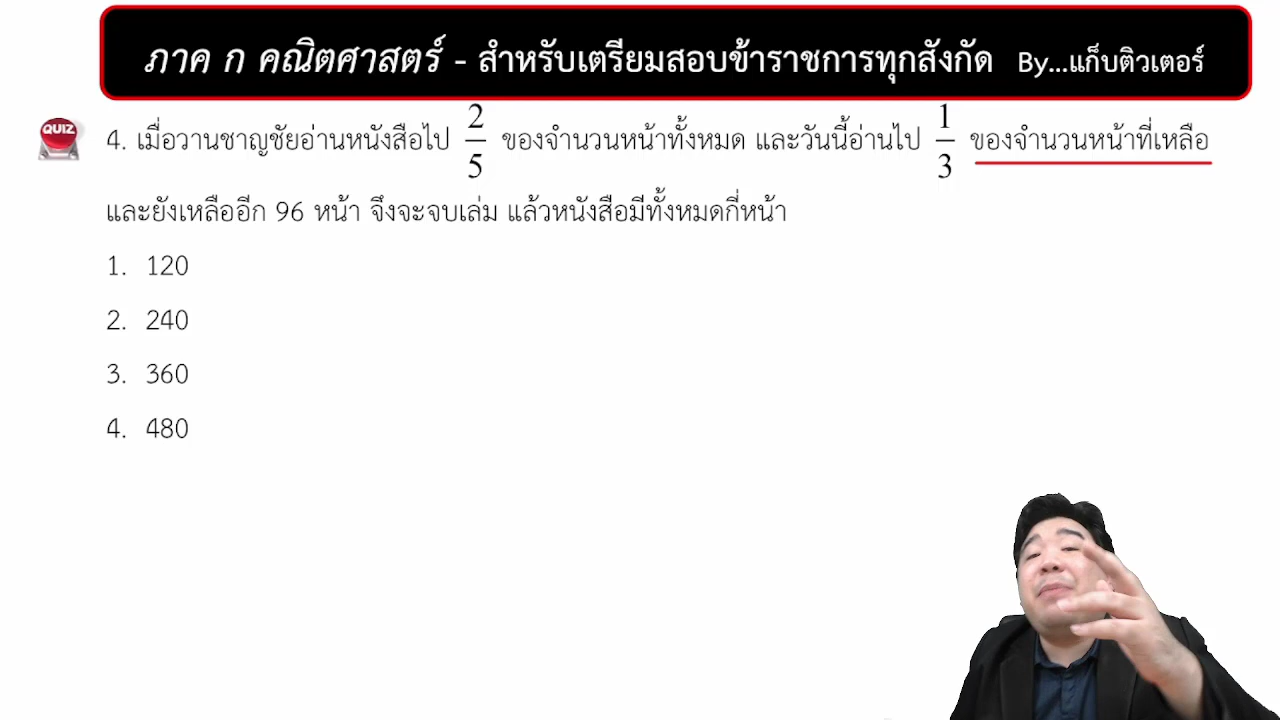 ภาค ก คณิตศาสตร์ - สำหรับเตรียมสอบข้าราชการทุกสังกัด By...แก็บติวเตอร์
QUIZ
4. เมื่อวานชาญชัยอ่านหนังสือไป 2/5 ของจำนวนหน้าทั้งหมด และวันนี้อ่านไป 1/3 ของจำนวนหน้าที่เหลือ
และยังเหลืออีก 96 หน้า จึงจะจบเล่ม แล้วหนังสือมีทั้งหมดกี่หน้า
1. 120
2. 240
3. 360
4. 480